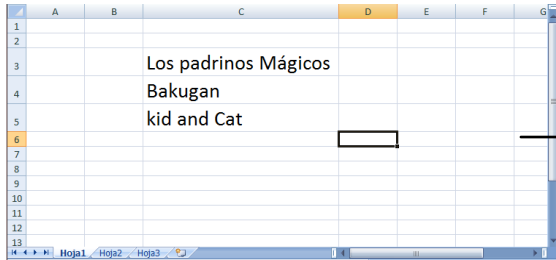 A B C D E F G
1
2
3 Los padrinos Mágicos
4 Bakugan
5 kid and Cat
6
7
8
9
10
11
12
13
Hoja1 Hoja2 Hoja3